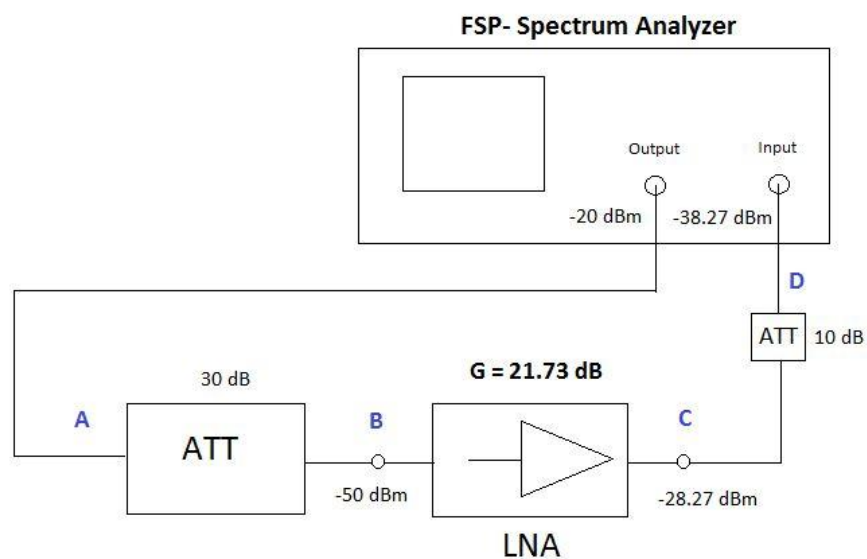 FSP- Spectrum Analyzer
Output
Input
-20 dBm
-38.27 dBm
D
ATT
10 dB
30 dB
G = 21.73 dB
A
B
C
ATT
-50 dBm
-28.27 dBm
LNA